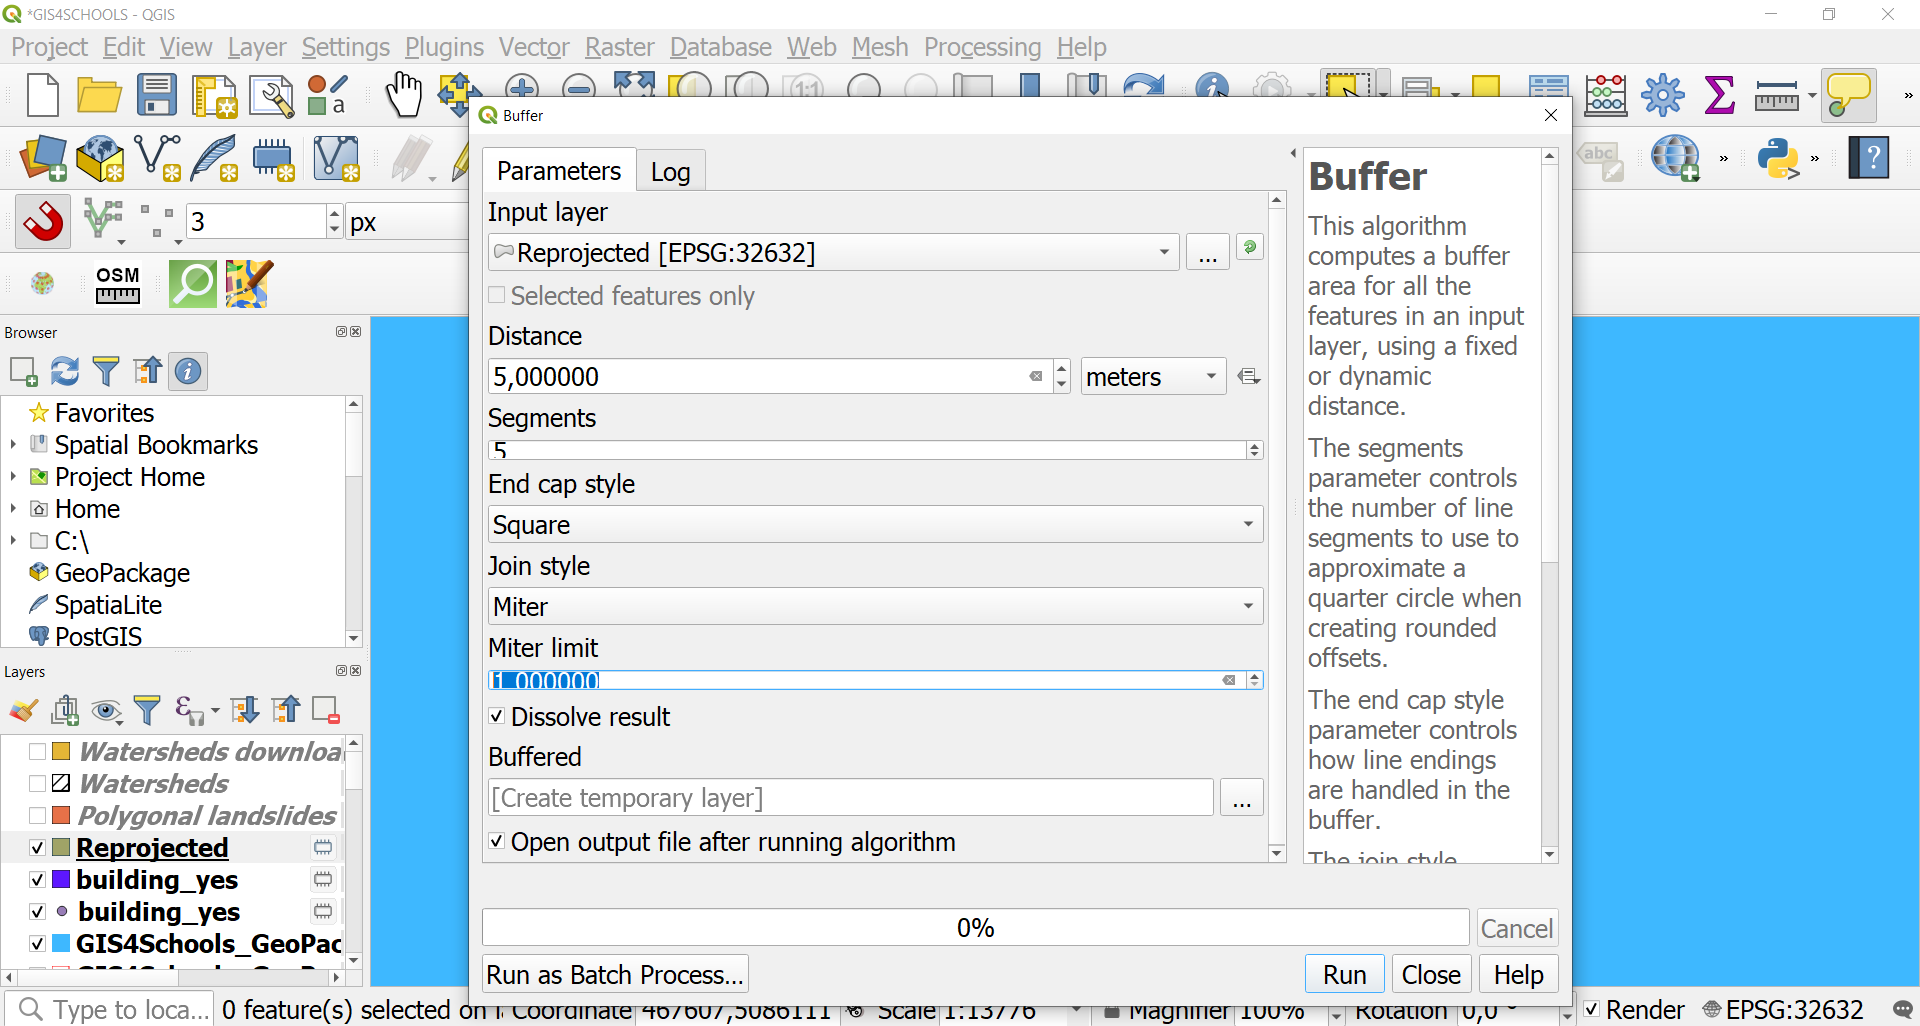 *GIS4SCHOOLS - QGIS
Project Edit View Layer Settings Plugins Vector Raster Database Web Mesh Processing Help
a
1:1
abc
3
px
OSM
Browser
Favorites
Spatial Bookmarks
Project Home
Home
C:\
GeoPackage
SpatiaLite
PostGIS
Layers
Watersheds downloa
Watersheds
Polygonal landslides
Reprojected
building_yes
building_yes
GIS4Schools_GeoPac
Buffer
Parameters
Log
Input layer
Reprojected [EPSG:32632]
...
Selected features only
Distance
5,000000
meters
Segments
5
End cap style
Square
Join style
Miter
Miter limit
1,000000
Dissolve result
Buffered
[Create temporary layer]
...
Open output file after running algorithm
Buffer
This algorithm
computes a buffer
area for all the
features in an input
layer, using a fixed
or dynamic
distance.
The segments
parameter controls
the number of line
segments to use to
approximate a
quarter circle when
creating rounded
offsets.
The end cap style
parameter controls
how line endings
are handled in the
buffer.
The join style
0%
Cancel
Run as Batch Process...
Run
Close
Help
Type to loca...
0 feature(s) selected on l
Coordinate 467607,5086111
Scale 1:13776
Magnifier 100%
Rotation 0,0 °
Render
EPSG:32632